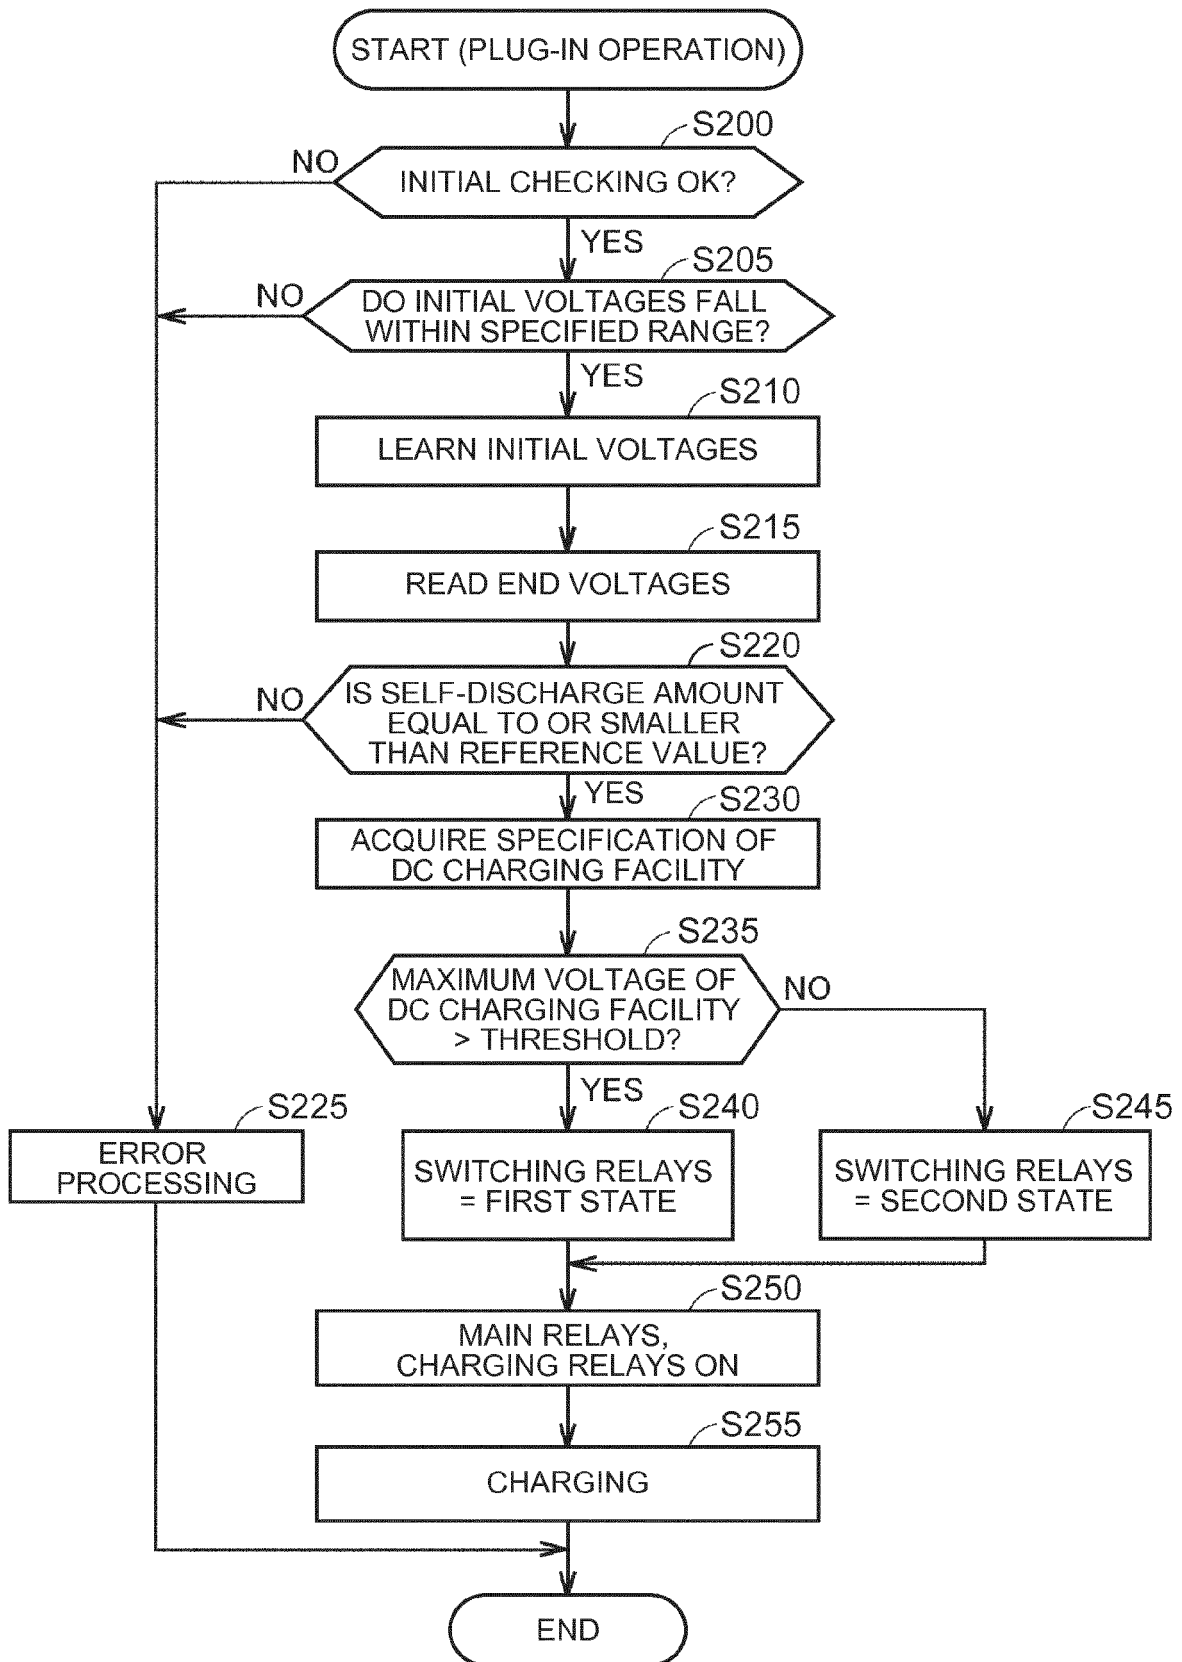 START (PLUG-IN OPERATION)
S200
NO
INITIAL CHECKING OK?
YES
S205
NO
DO INITIAL VOLTAGES FALL
WITHIN SPECIFIED RANGE?
YES
S210
LEARN INITIAL VOLTAGES
S215
READ END VOLTAGES
S220
NO
IS SELF-DISCHARGE AMOUNT
EQUAL TO OR SMALLER
THAN REFERENCE VALUE?
YES
S230
ACQUIRE SPECIFICATION OF
DC CHARGING FACILITY
S235
MAXIMUM VOLTAGE OF
DC CHARGING FACILITY
> THRESHOLD?
NO
YES
S225
ERROR
PROCESSING
S240
SWITCHING RELAYS
= FIRST STATE
S245
SWITCHING RELAYS
= SECOND STATE
S250
MAIN RELAYS,
CHARGING RELAYS ON
S255
CHARGING
END